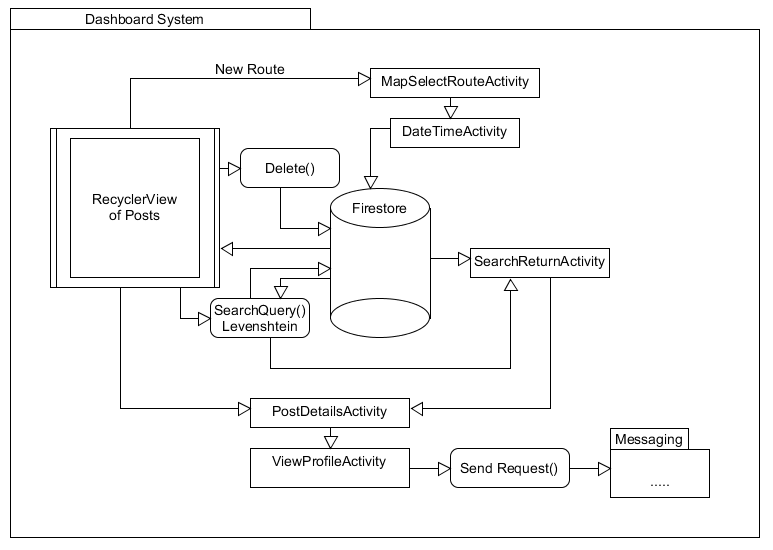 Dashboard System
New Route
MapSelectRouteActivity
DateTimeActivity
Delete()
RecyclerView
of Posts
Firestore
SearchReturnActivity
SearchQuery()
Levenshtein
PostDetailsActivity
ViewProfileActivity
Send Request()
Messaging
.....